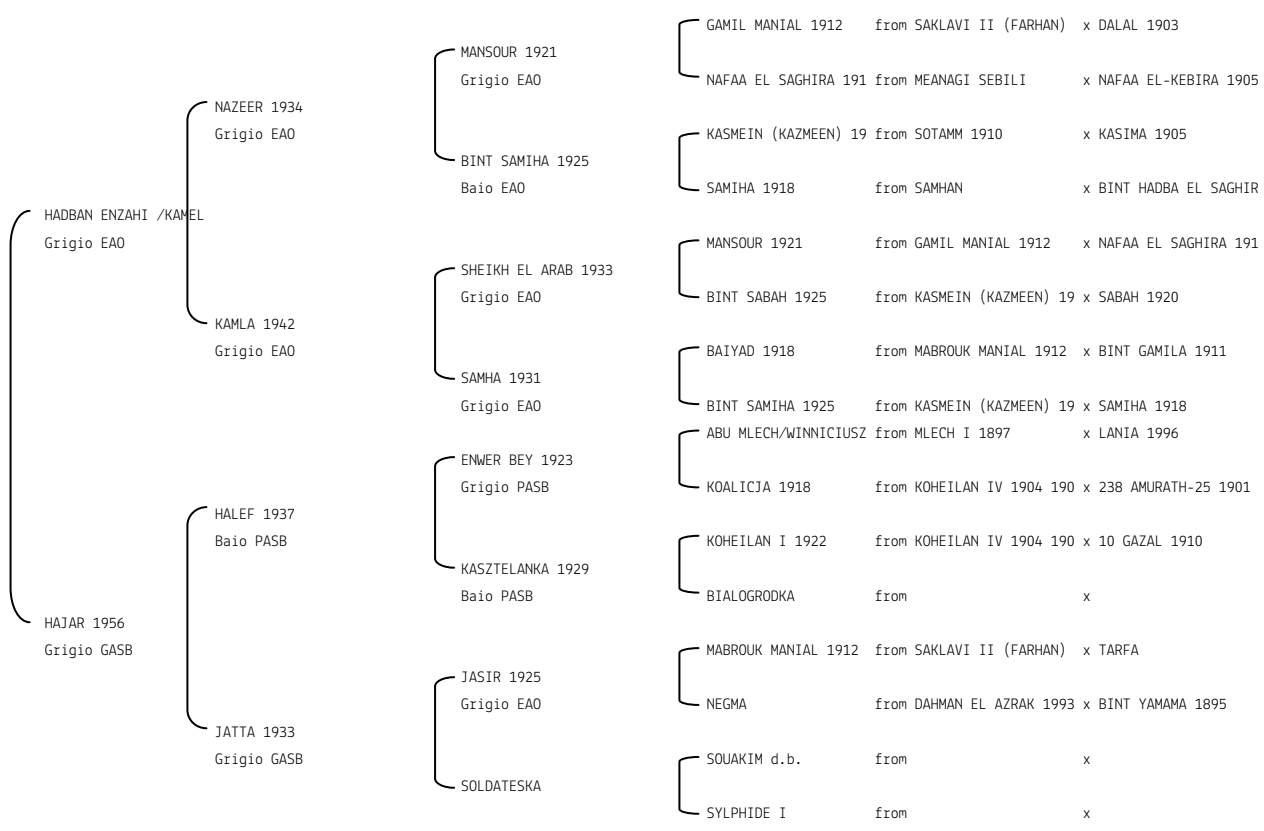 GAMIL MANIAL 1912 from SAKLAVI II (FARHAN) x DALAL 1903
MANSOUR 1921
Grigio EAO
NAFAA EL SAGHIRA 191 from MEANAGI SEBILI x NAFAA EL-KEBIRA 1905
NAZEER 1934
Grigio EAO
KASMEIN (KAZMEEN) 19 from SOTAMM 1910 x KASIMA 1905
BINT SAMIHA 1925
Baio EAO
SAMIHA 1918 from SAMHAN x BINT HADBA EL SAGHIR
HADBAN ENZAHI /KAMEL
Grigio EAO
MANSOUR 1921 from GAMIL MANIAL 1912 x NAFAA EL SAGHIRA 191
SHEIKH EL ARAB 1933
Grigio EAO
BINT SABAH 1925 from KASMEIN (KAZMEEN) 19 x SABAH 1920
KAMLA 1942
Grigio EAO
BAIYAD 1918 from MABROUK MANIAL 1912 x BINT GAMILA 1911
SAMHA 1931
Grigio EAO
BINT SAMIHA 1925 from KASMEIN (KAZMEEN) 19 x SAMIHA 1918
ABU MLECH/WINNICIUSZ from MLECH I 1897 x LANIA 1996
ENWER BEY 1923
Grigio PASB
KOALICJA 1918 from KOHEILAN IV 1904 190 x 238 AMURATH-25 1901
HALEF 1937
Baio PASB
KOHEILAN I 1922 from KOHEILAN IV 1904 190 x 10 GAZAL 1910
KASZTELANKA 1929
Baio PASB
BIALOGRODKA from x
HAJAR 1956
Grigio GASB
MABROUK MANIAL 1912 from SAKLAVI II (FARHAN) x TARFA
JASIR 1925
Grigio EAO
NEGMA from DAHMAN EL AZRAK 1993 x BINT YAMAMA 1895
JATTA 1933
Grigio GASB
SOUAKIM d.b. from x
SOLDATESKA
SYLPHIDE I from x